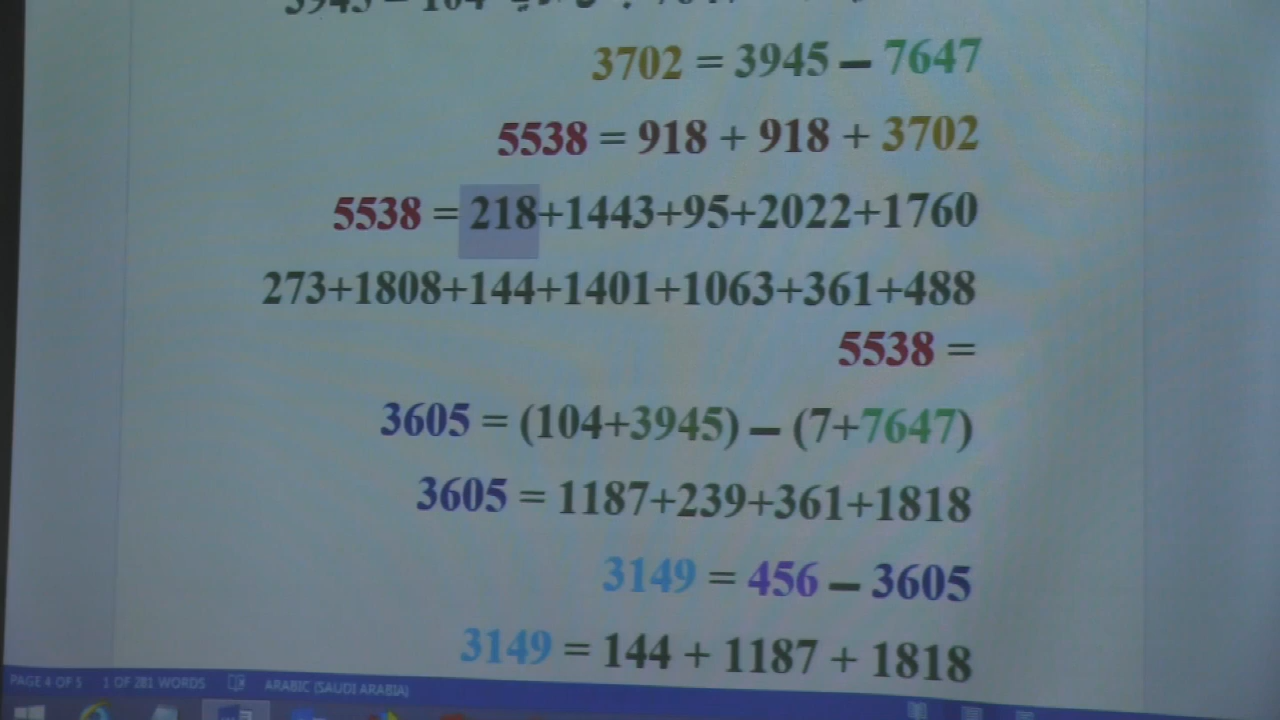 3702 = 3945 – 7647
5538 = 918 + 918 + 3702
5538 = 218+1443+95+2022+1760
273+1808+144+1401+1063+361+488
5538 =
3605 = (104+3945) – (7+7647)
3605 = 1187+239+361+1818
3149 = 456 – 3605
3149 = 144 + 1187 + 1818
PAGE 4 OF 5 1 OF 281 WORDS ARABIC (SAUDI ARABIA)